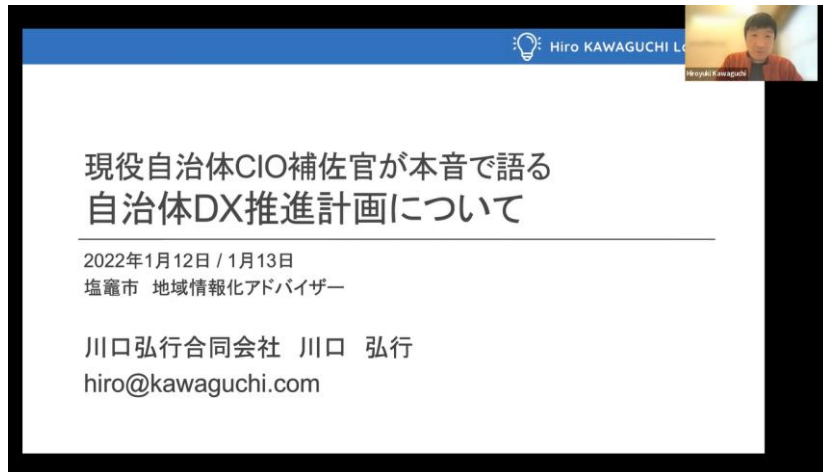 Hiro KAWAGUCHI
Hiroyuki Kawaguchi
現役自治体CIO補佐官が本音で語る
自治体DX推進計画について
2022年1月12日 / 1月13日
塩竈市　地域情報化アドバイザー
川口弘行合同会社　川口　弘行
hiro@kawaguchi.com